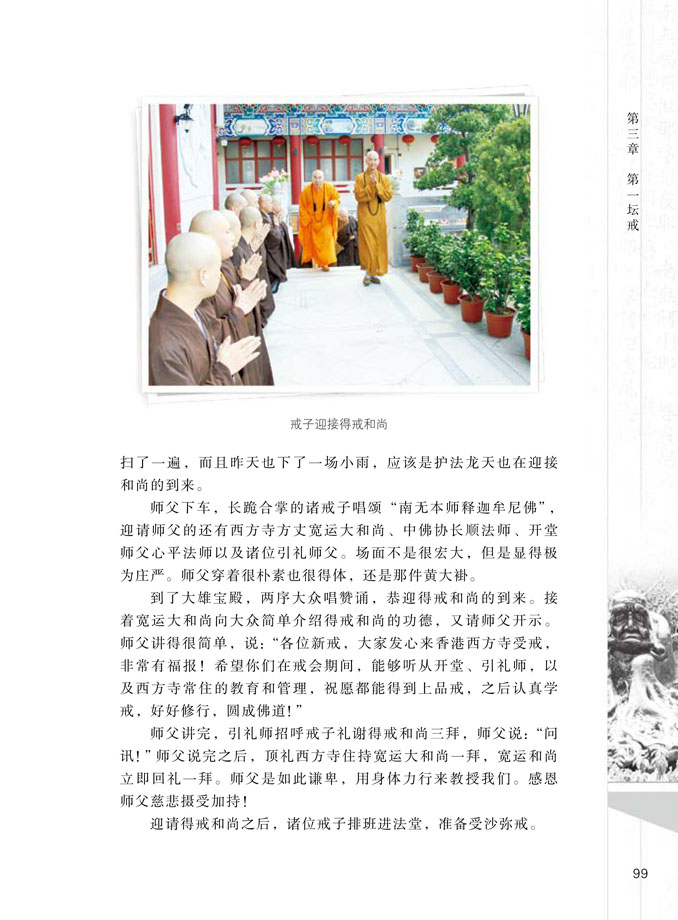 第三章 第一坛戒
戒子迎接得戒和尚
扫了一遍，而且昨天也下了一场小雨，应该是护法龙天也在迎接
和尚的到来。
师父下车，长跪合掌的诸戒子唱颂“南无本师释迦牟尼佛”，
迎请师父的还有西方寺方丈宽运大和尚、中佛协长顺法师、开堂
师父心平法师以及诸位引礼师父。场面不是很宏大，但是显得极
为庄严。师父穿着很朴素也很得体，还是那件黄大褂。
到了大雄宝殿，两序大众唱赞诵，恭迎得戒和尚的到来。接
着宽运大和尚向大众简单介绍得戒和尚的功德，又请师父开示。
师父讲得很简单，说：“各位新戒，大家发心来香港西方寺受戒，
非常有福报！希望你们在戒会期间，能够听从开堂、引礼师，以
及西方寺常住的教育和管理，祝愿都能得到上品戒，之后认真学
戒，好好修行，圆成佛道！”
师父讲完，引礼师招呼戒子礼谢得戒和尚三拜，师父说：“问
讯！”师父说完之后，顶礼西方寺住持宽运大和尚一拜，宽运和尚
立即回礼一拜。师父是如此谦卑，用身体力行来教授我们。感恩
师父慈悲摄受加持！
迎请得戒和尚之后，诸位戒子排班进法堂，准备受沙弥戒。
99